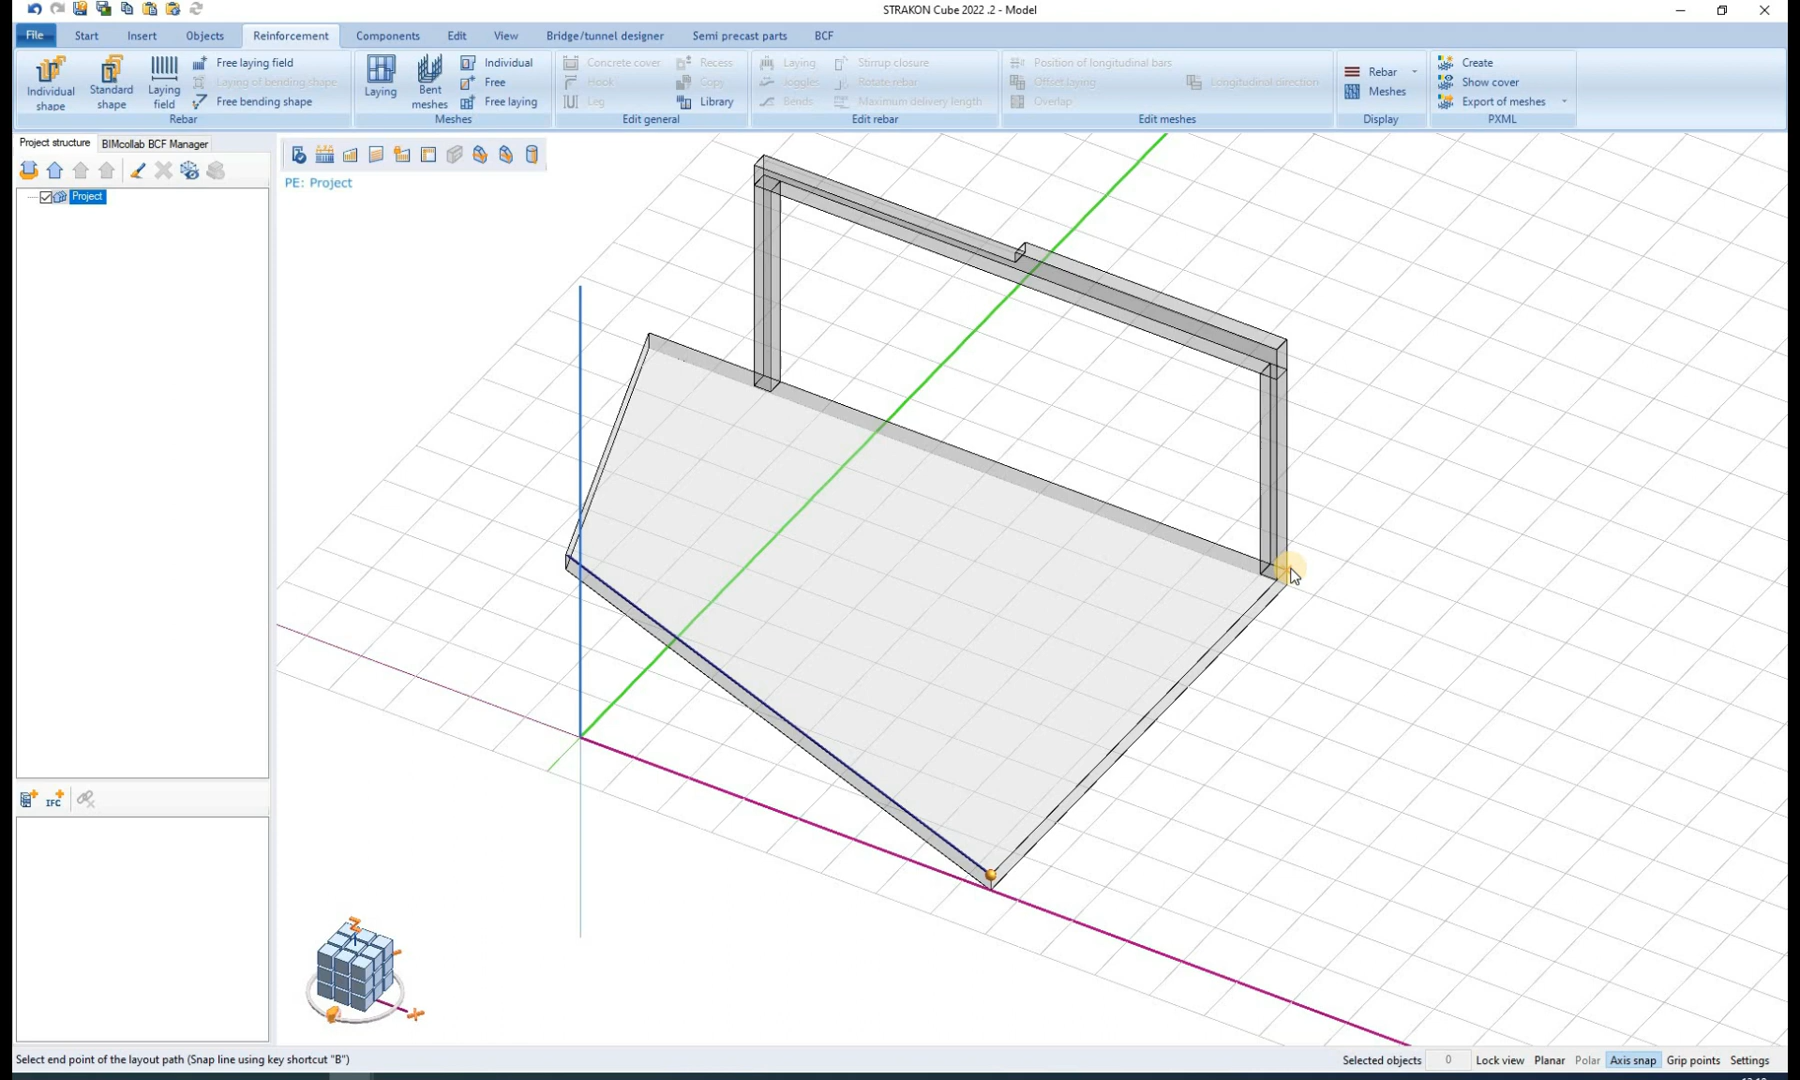 STRAKON Cube 2022 .2 - Model
File Start Insert Objects Reinforcement Components Edit View Bridge/tunnel designer Semi precast parts BCF
Individual shape
Standard shape
Laying field
Free laying field
Laying of bending shape
Free bending shape
Rebar
Laying
Bent meshes
Individual
Free
Free laying
Meshes
Concrete cover
Hook
Leg
Recess
Copy
Library
Edit general
Laying
Joggles
Bends
Stirrup closure
Rotate rebar
Maximum delivery length
Edit rebar
Position of longitudinal bars
Offset laying
Overlap
Longitudinal direction
Edit meshes
Rebar
Meshes
Display
Create
Show cover
Export of meshes
PXML
Project structure BIMcollab BCF Manager
PE: Project
Project
IFC
Z
Select end point of the layout path (Snap line using key shortcut "B")
Selected objects 0 Lock view Planar Polar Axis snap Grip points Settings